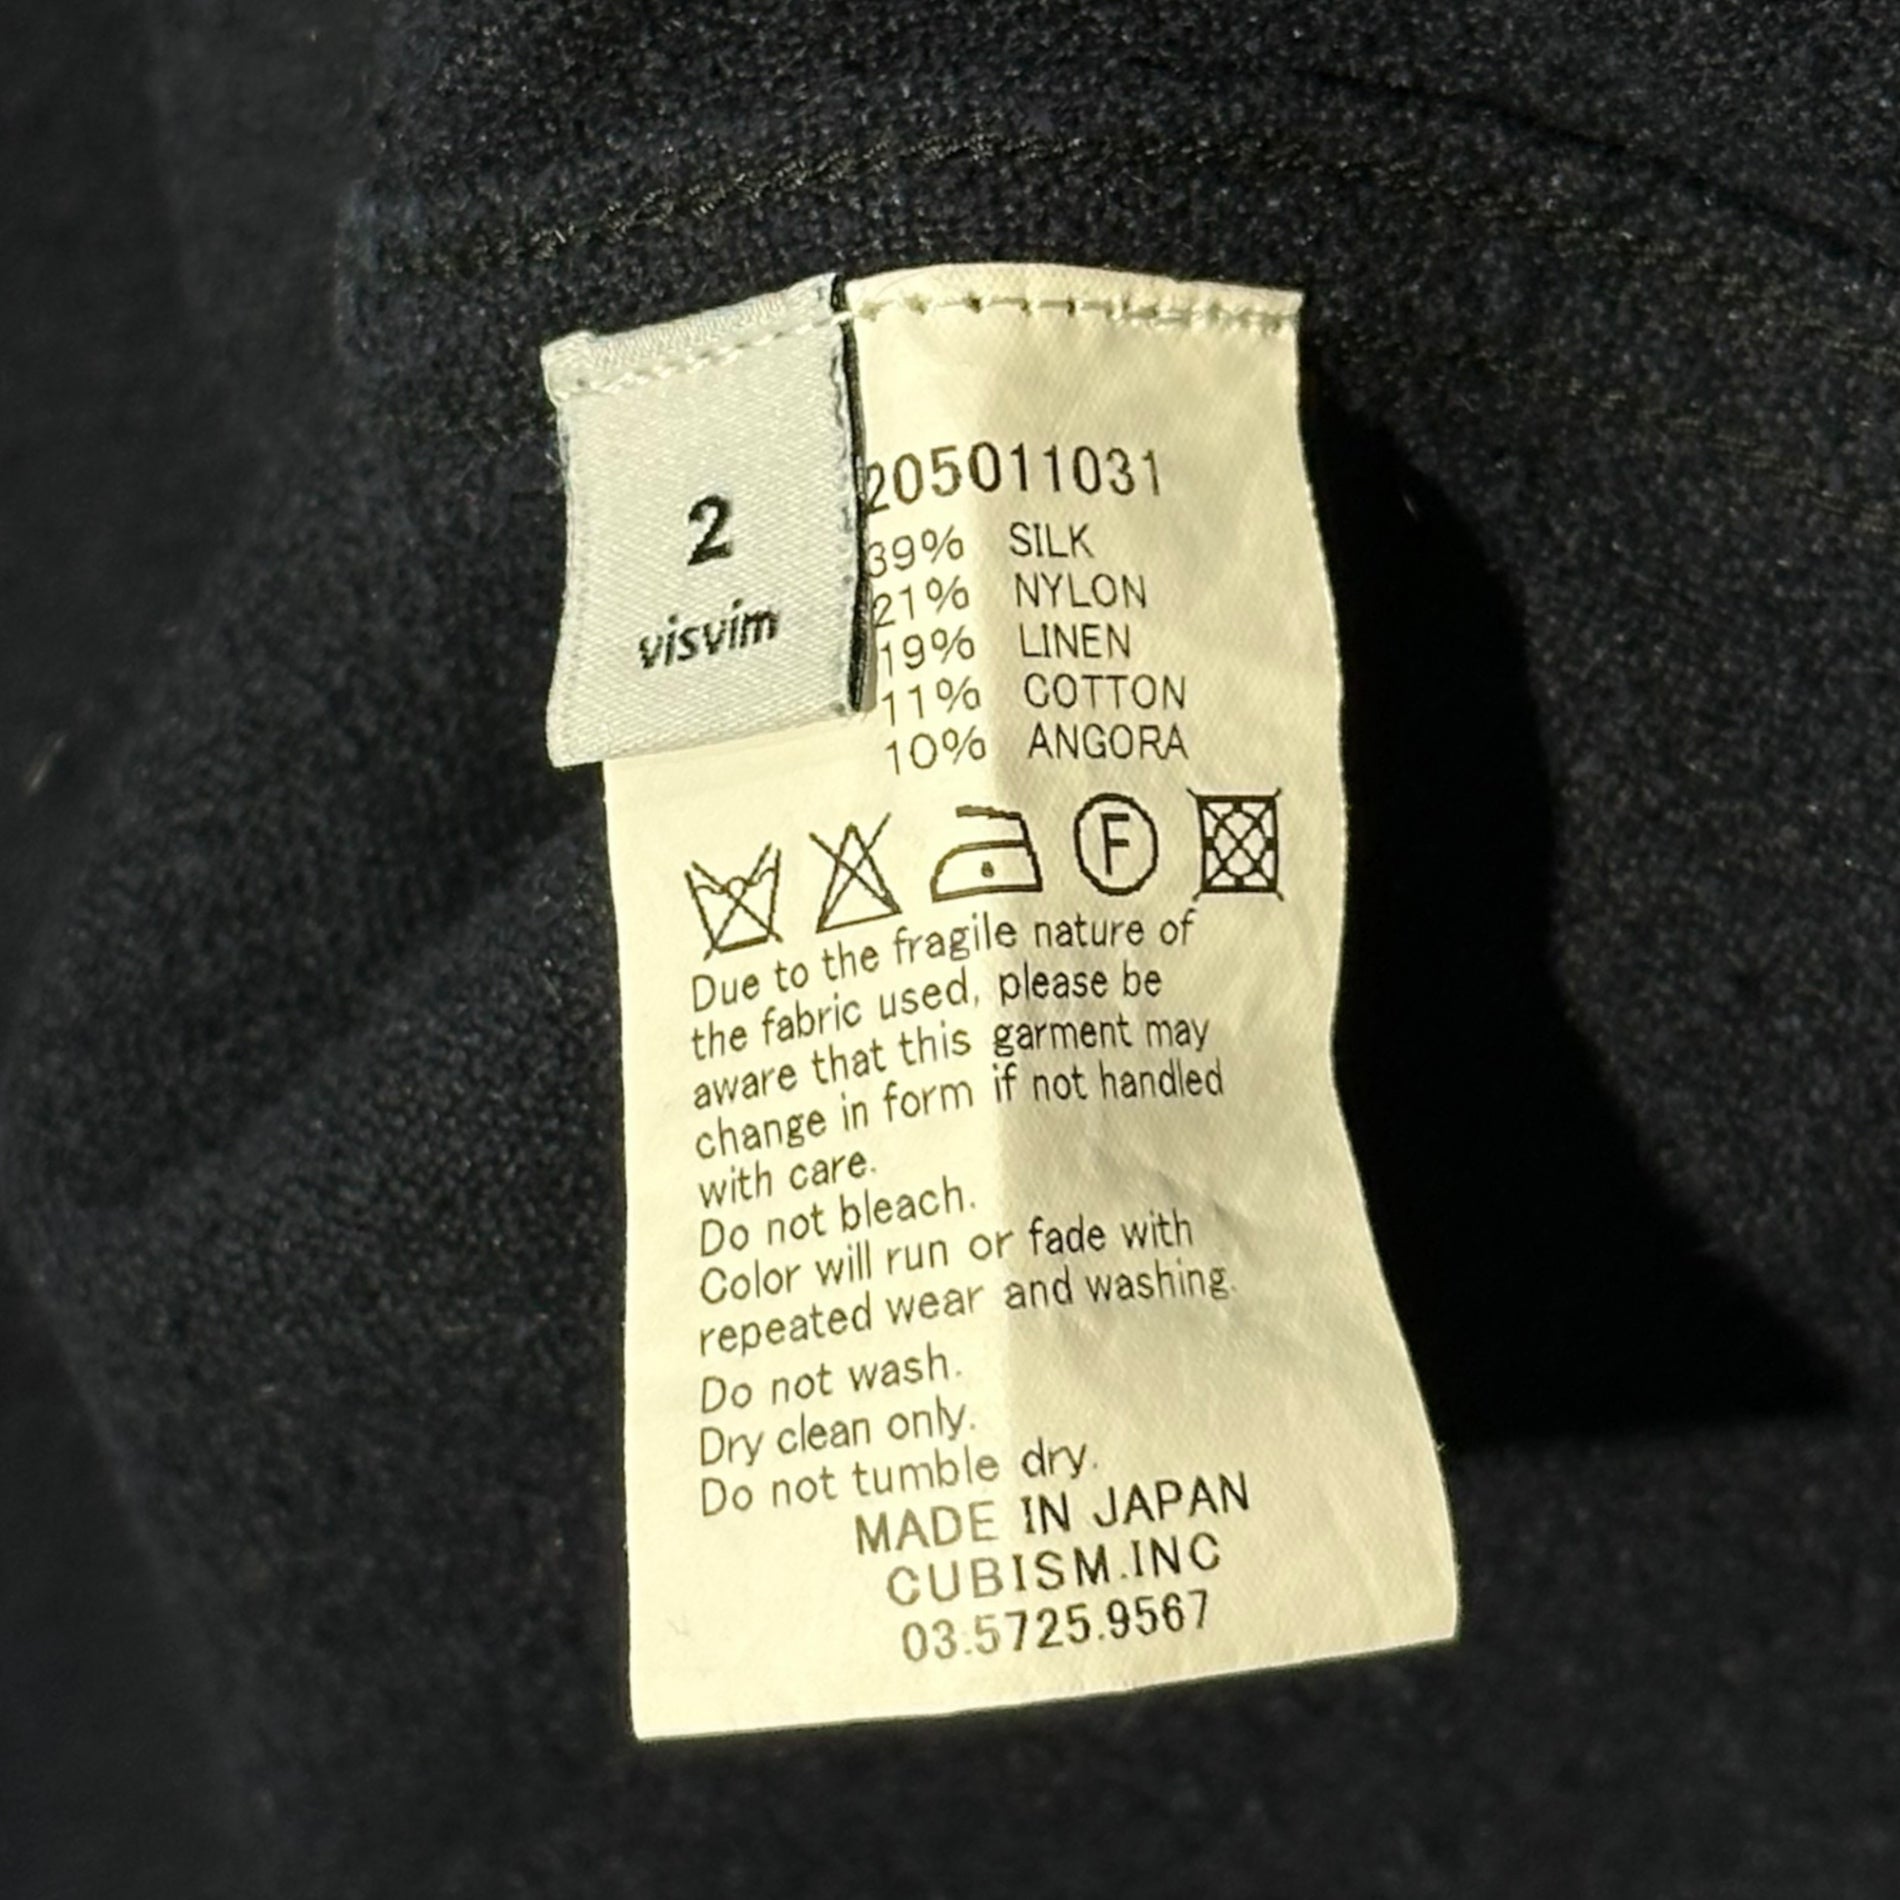 2
visvim
205011031
39% SILK
21% NYLON
19% LINEN
11% COTTON
10% ANGORA
F
Due to the fragile nature of
the fabric used, please be
aware that this garment may
change in form if not handled
with care.
Do not bleach.
Color will run or fade with
repeated wear and washing.
Do not wash.
Dry clean only.
Do not tumble dry.
MADE IN JAPAN
CUBISM.INC
03.5725.9567